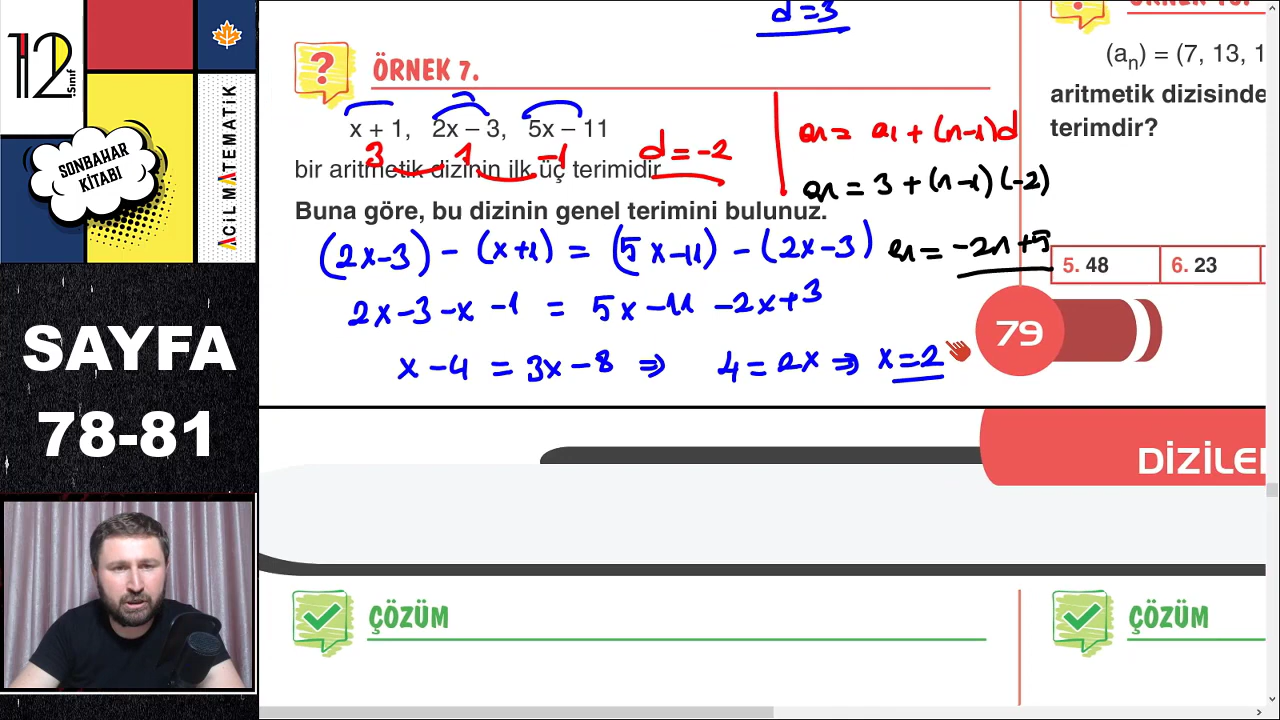 12.Sınıf
SONBAHAR
KİTABI
ACİL MATEMATİK
SAYFA
78-81
d = 3
ÖRNEK 7.
x + 1, 2x – 3, 5x – 11
3 1 -1
d = -2
bir aritmetik dizinin ilk üç terimidir
Buna göre, bu dizinin genel terimini bulunuz.
(2x-3) - (x+1) = (5x-11) - (2x-3)
2x-3-x-1 = 5x-11-2x+3
x-4 = 3x-8 ⇒ 4 = 2x ⇒ x = 2
an = a1 + (n-1)d
an = 3 + (n-1)(-2)
an = -2n+5
(an) = (7, 13, 1
aritmetik dizisinde
terimdir?
5. 48 6. 23
79
DİZİLE
ÇÖZÜM
ÇÖZÜM